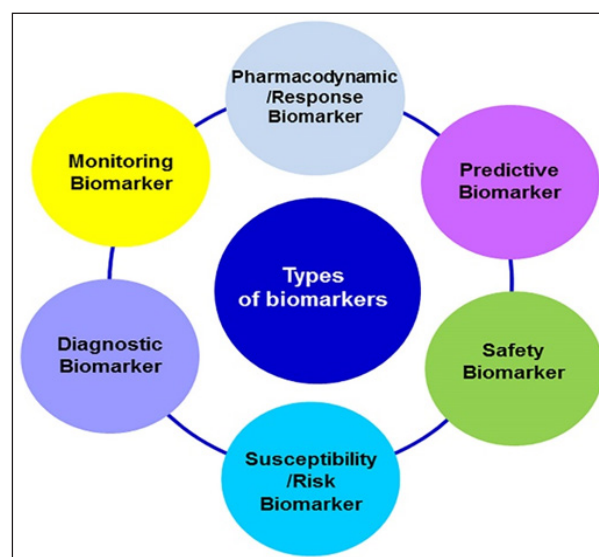 Pharmacodynamic
/Response
Biomarker
Monitoring
Biomarker
Predictive
Biomarker
Types
of biomarkers
Diagnostic
Biomarker
Safety
Biomarker
Susceptibility
/Risk
Biomarker